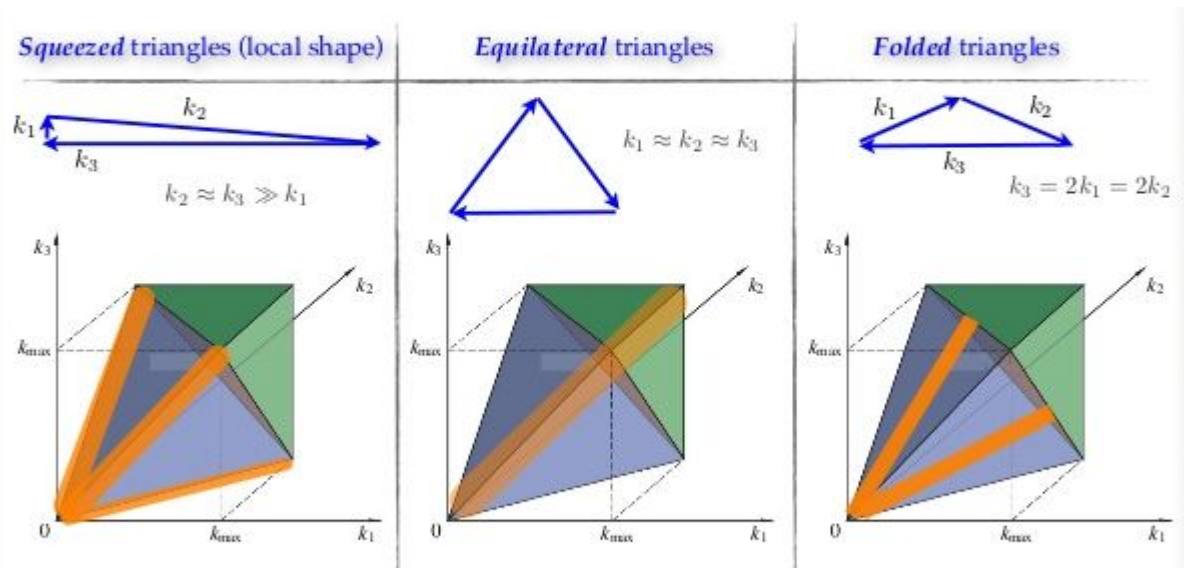 Squeezed triangles (local shape)
Equilateral triangles
Folded triangles
k₁
k₂
k₃
k₂ ≈ k₃ ≫ k₁
k₁ ≈ k₂ ≈ k₃
k₁
k₂
k₃
k₃ = 2k₁ = 2k₂
k₃
k₂
kmax
0
kmax
k₁
k₃
k₂
kmax
0
kmax
k₁
k₃
k₂
kmax
0
kmax
k₁